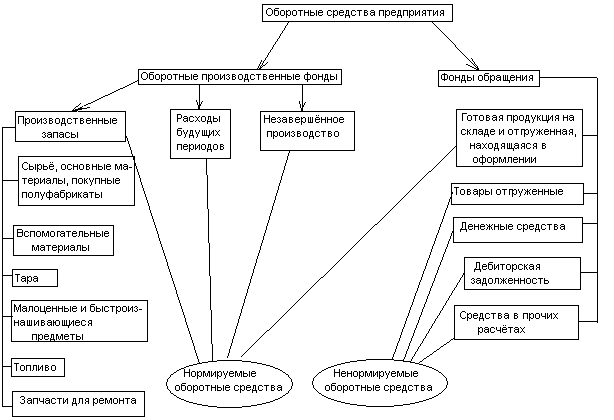 Оборотные средства предприятия
Оборотные производственные фонды
Фонды обращения
Производственные
запасы
Расходы
будущих
периодов
Незавершённое
производство
Готовая продукция на
складе и отгруженная,
находящаяся в
оформлении
Сырьё, основные ма-
териалы, покупные
полуфабрикаты
Товары отгруженные
Вспомогательные
материалы
Денежные средства
Тара
Дебиторская
задолженность
Малоценные и быстроиз-
нашивающиеся
предметы
Средства в прочих
расчётах
Топливо
Нормируемые
оборотные средства
Ненормируемые
оборотные средства
Запчасти для ремонта